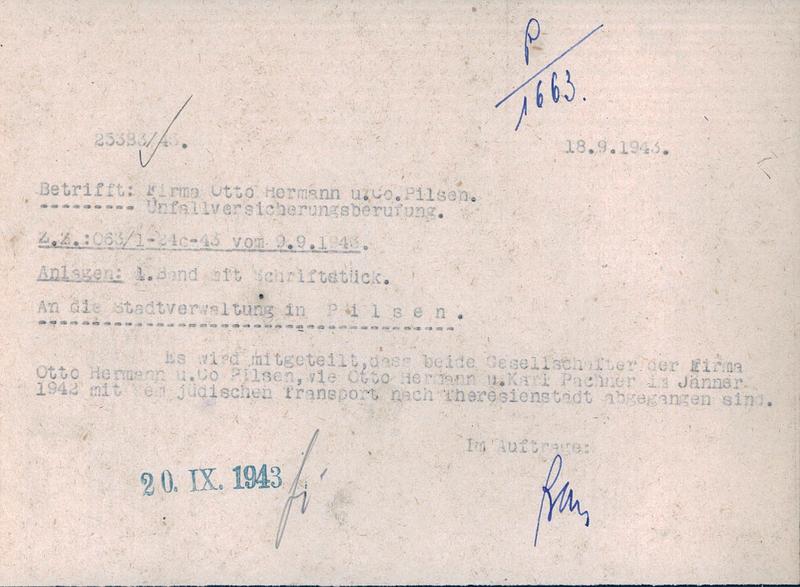 P
1663.
25383/43.
18.9.1943.
Betrifft: Firma Otto Hermann u.Co.Pilsen.
Unfallversicherungsberufung.
Z.Z.:063/1-24c-43 vom 9.9.1943.
Anlagen: 1.Band mit Schriftstück.
An die Stadtverwaltung in P i l s e n .
Es wird mitgeteilt,dass beide Gesellschafter der Firma
Otto Hermann u.Co Pilsen,wie Otto Hermann u.Karl Pachner im Jänner
1942 mit dem jüdischen Transport nach Theresienstadt abgegangen sind.
Im Auftrage:
20. IX. 1943